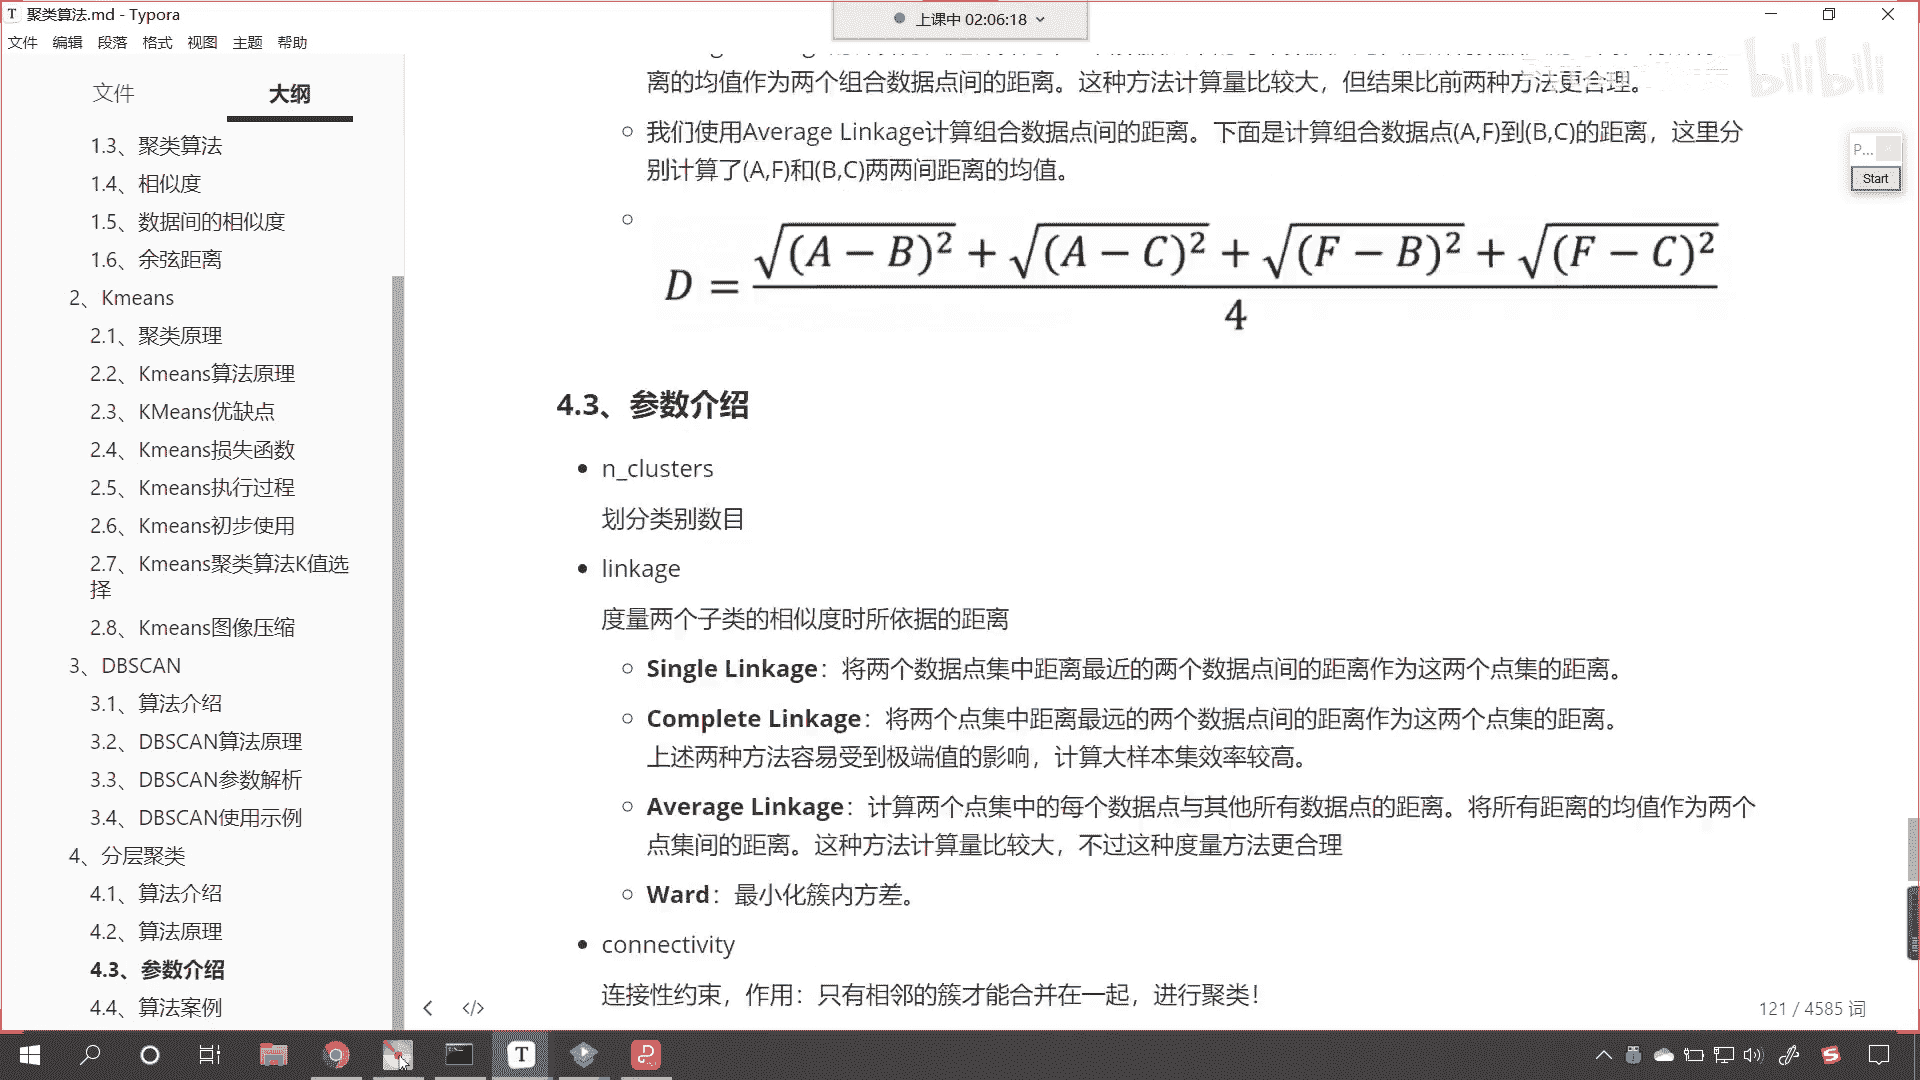 聚类算法.md - Typora
上课中 02:06:18
文件 编辑 段落 格式 视图 主题 帮助
文件 大纲
1.3、聚类算法
1.4、相似度
1.5、数据间的相似度
1.6、余弦距离
2、Kmeans
2.1、聚类原理
2.2、Kmeans算法原理
2.3、KMeans优缺点
2.4、Kmeans损失函数
2.5、Kmeans执行过程
2.6、Kmeans初步使用
2.7、Kmeans聚类算法K值选
择
2.8、Kmeans图像压缩
3、DBSCAN
3.1、算法介绍
3.2、DBSCAN算法原理
3.3、DBSCAN参数解析
3.4、DBSCAN使用示例
4、分层聚类
4.1、算法介绍
4.2、算法原理
4.3、参数介绍
4.4、算法案例
离的均值作为两个组合数据点间的距离。这种方法计算量比较大，但结果比前两种方法更合理。
我们使用Average Linkage计算组合数据点间的距离。下面是计算组合数据点(A,F)到(B,C)的距离，这里分
别计算了(A,F)和(B,C)两两间距离的均值。
D = (√(A − B)² + √(A − C)² + √(F − B)² + √(F − C)²) / 4
4.3、参数介绍
n_clusters
划分类别数目
linkage
度量两个子类的相似度时所依据的距离
Single Linkage：将两个数据点集中距离最近的两个数据点间的距离作为这两个点集的距离。
Complete Linkage：将两个点集中距离最远的两个数据点间的距离作为这两个点集的距离。
上述两种方法容易受到极端值的影响，计算大样本集效率较高。
Average Linkage：计算两个点集中的每个数据点与其他所有数据点的距离。将所有距离的均值作为两个
点集间的距离。这种方法计算量比较大，不过这种度量方法更合理
Ward：最小化簇内方差。
connectivity
连接性约束，作用：只有相邻的簇才能合并在一起，进行聚类！
121 / 4585 词
bilibili
P...
Start